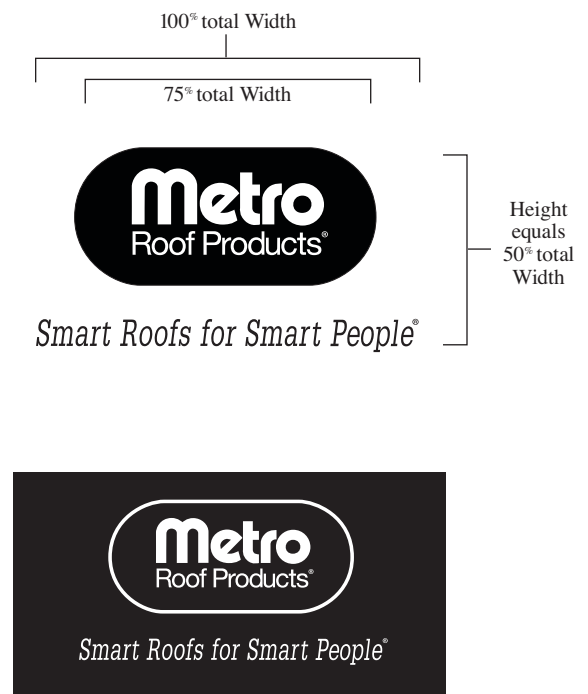 100% total Width
75% total Width
Metro
Roof Products®
Height
equals
50% total
Width
Smart Roofs for Smart People®
Metro
Roof Products®
Smart Roofs for Smart People®